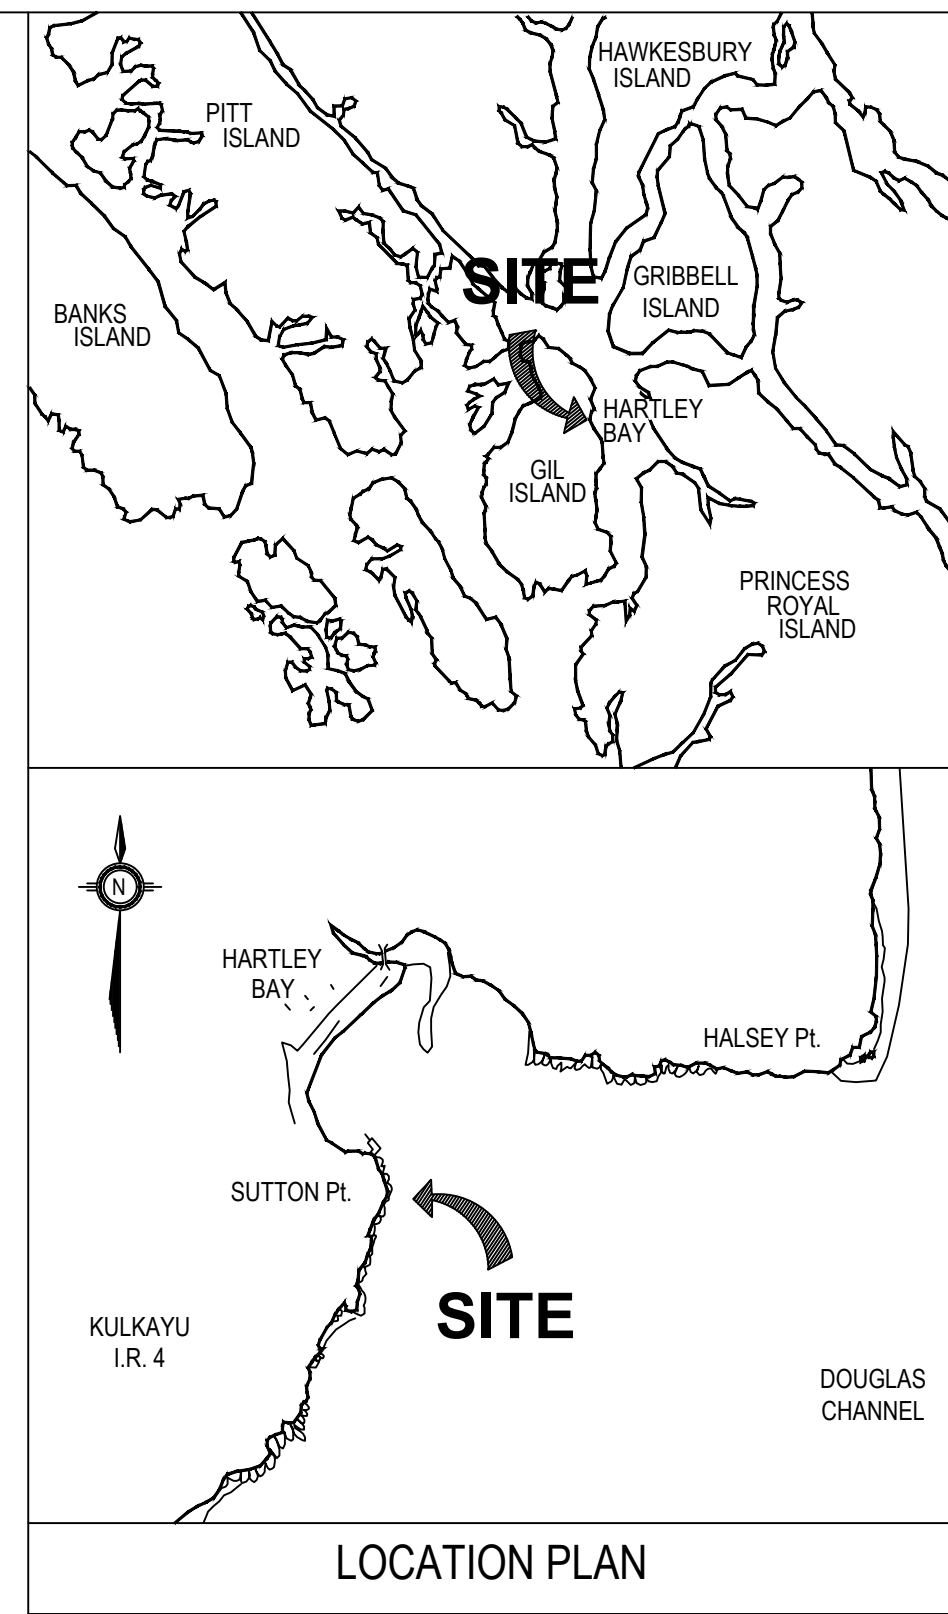 HAWKESBURY
ISLAND
PITT
ISLAND
SITE
GRIBBELL
ISLAND
BANKS
ISLAND
HARTLEY
BAY
GIL
ISLAND
PRINCESS
ROYAL
ISLAND
N
HARTLEY
BAY
HALSEY Pt.
SUTTON Pt.
SITE
KULKAYU
I.R. 4
DOUGLAS
CHANNEL
LOCATION PLAN